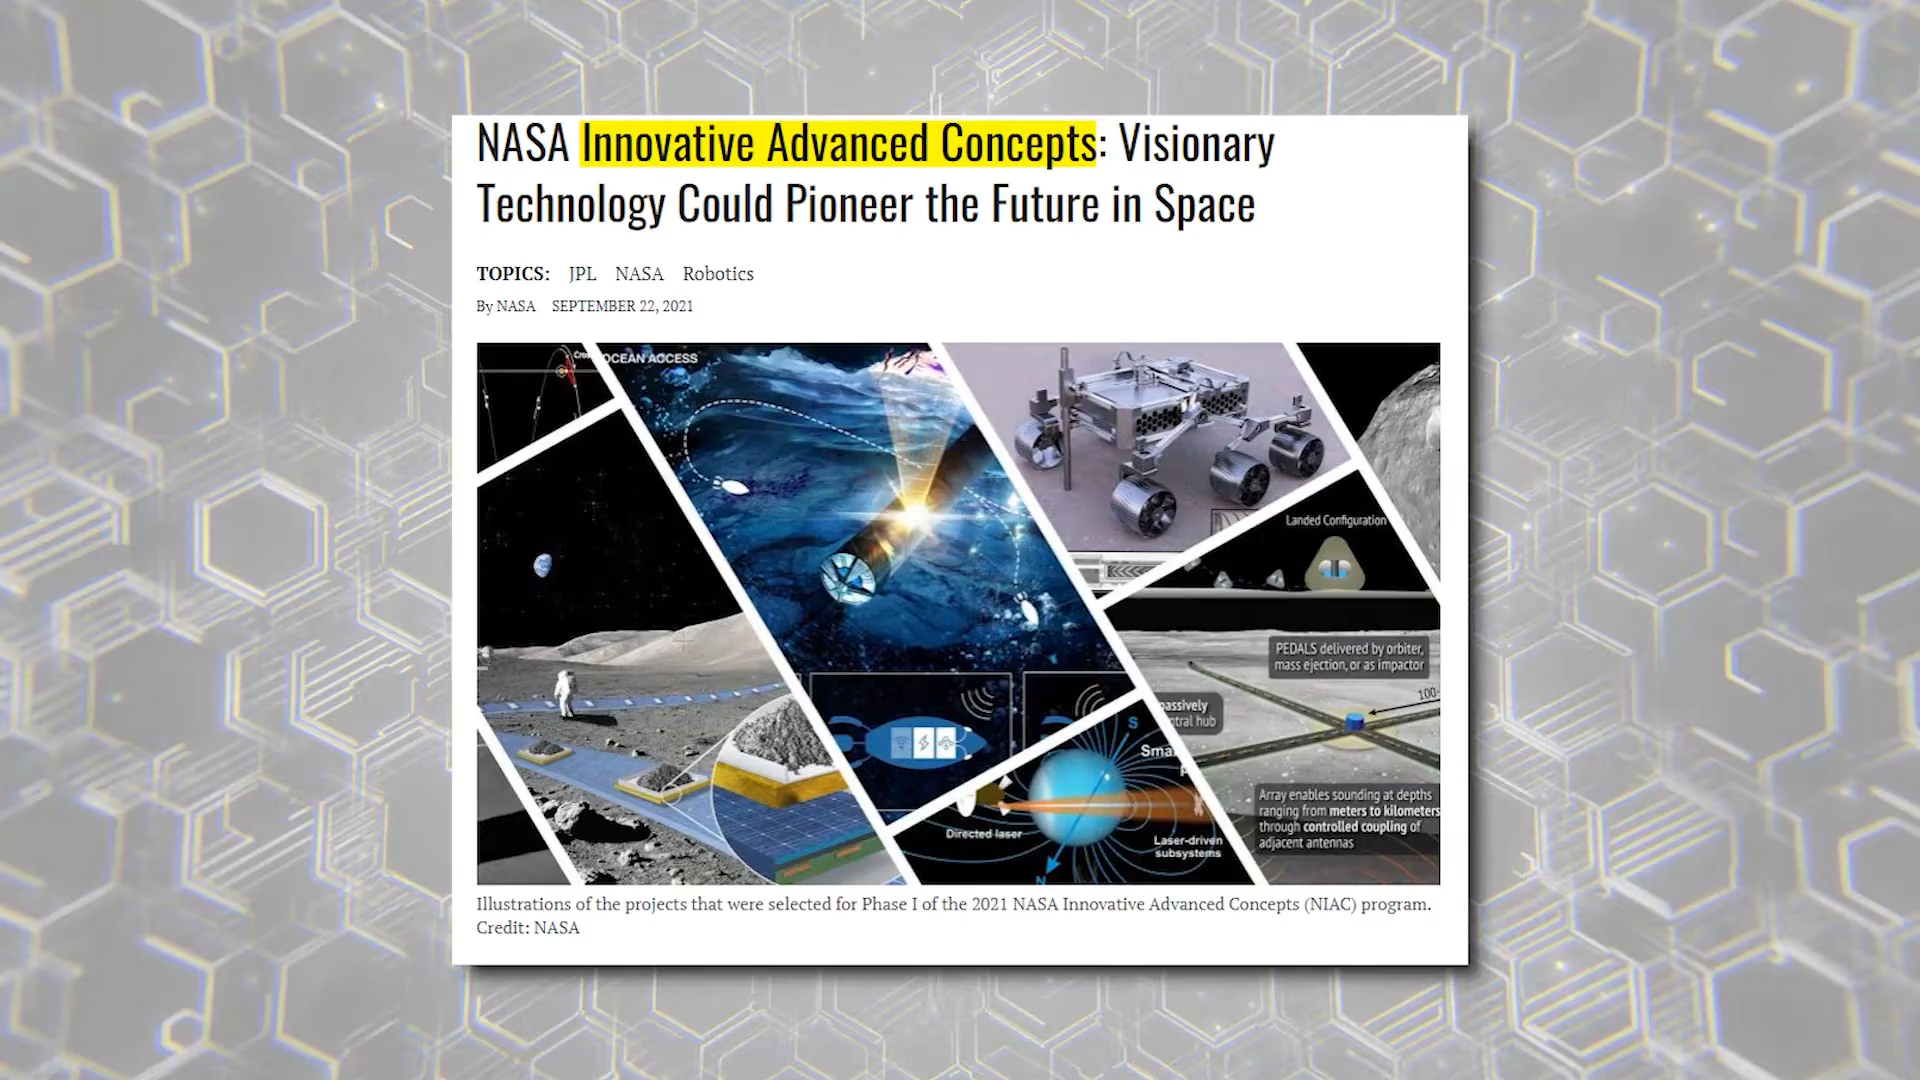 NASA Innovative Advanced Concepts: Visionary
Technology Could Pioneer the Future in Space
TOPICS: JPL NASA Robotics
By NASA SEPTEMBER 22, 2021
OCEAN ACCESS
Landed Configuration
PEDALS delivered by orbiter,
mass ejection, or as impactor
100-
passively
S
Array enables sounding at depths
ranging from meters to kilometers
through controlled coupling of
adjacent antennas
Directed laser
Laser-driven
subsystems
N
Illustrations of the projects that were selected for Phase I of the 2021 NASA Innovative Advanced Concepts (NIAC) program.
Credit: NASA